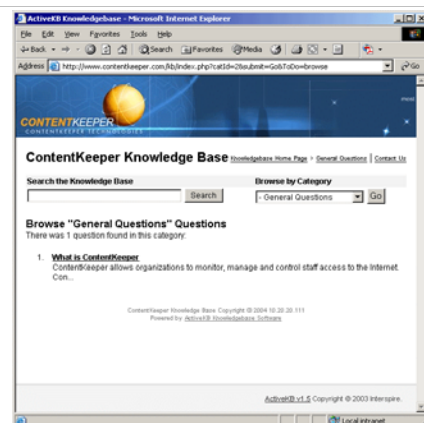 ActiveKB Knowledgebase - Microsoft Internet Explorer
File Edit View Favorites Tools Help
Back Search Favorites Media
Address http://www.contentkeeper.com/kb/index.php?catId=2&submit=Go&ToDo=browse Go
CONTENTKEEPER
CONTENTKEEPER TECHNOLOGIES
ContentKeeper Knowledge Base Knowledgebase Home Page > General Questions | Contact Us
Search the Knowledge Base Browse by Category
Search - General Questions Go
Browse "General Questions" Questions
There was 1 question found in this category:
1. What is ContentKeeper
ContentKeeper allows organizations to monitor, manage and control staff access to the Internet.
Con...
ContentKeeper Knowledge Base Copyright © 2004 10.20.20.111
Powered by ActiveKB Knowledgebase Software
ActiveKB v1.5 Copyright © 2003 Interspire.
Local intranet